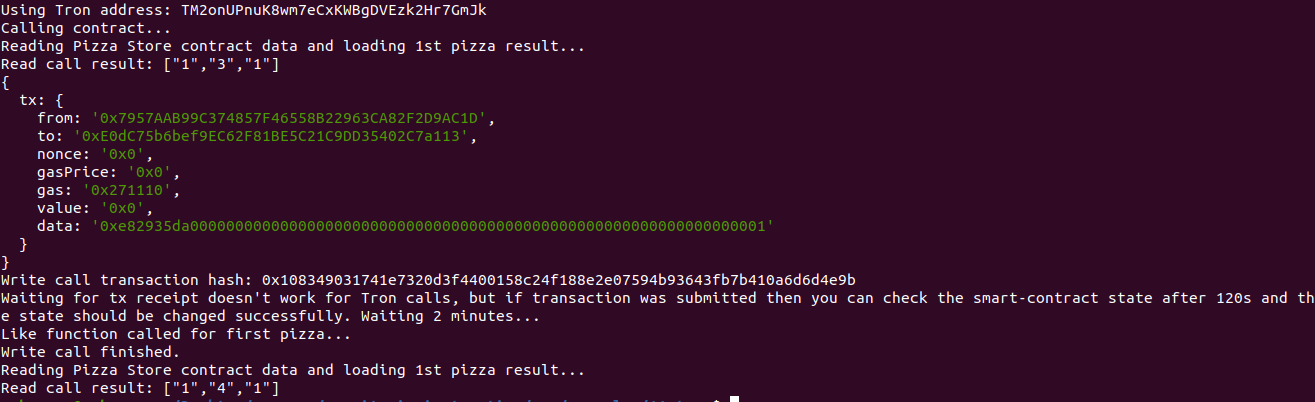 Using Tron address: TM2onUPnuK8wm7eCxKWBgDVEzk2Hr7GmJk
Calling contract...
Reading Pizza Store contract data and loading 1st pizza result...
Read call result: ["1","3","1"]
{
  tx: {
    from: '0x7957AAB99C374857F46558B22963CA82F2D9AC1D',
    to: '0xE0dC75b6bef9EC62F81BE5C21C9DD35402C7a113',
    nonce: '0x0',
    gasPrice: '0x0',
    gas: '0x271110',
    value: '0x0',
    data: '0xe82935da0000000000000000000000000000000000000000000000000000000000000001'
  }
}
Write call transaction hash: 0x108349031741e7320d3f4400158c24f188e2e07594b93643fb7b410a6d6d4e9b
Waiting for tx receipt doesn't work for Tron calls, but if transaction was submitted then you can check the smart-contract state after 120s and th
e state should be changed successfully. Waiting 2 minutes...
Like function called for first pizza...
Write call finished.
Reading Pizza Store contract data and loading 1st pizza result...
Read call result: ["1","4","1"]